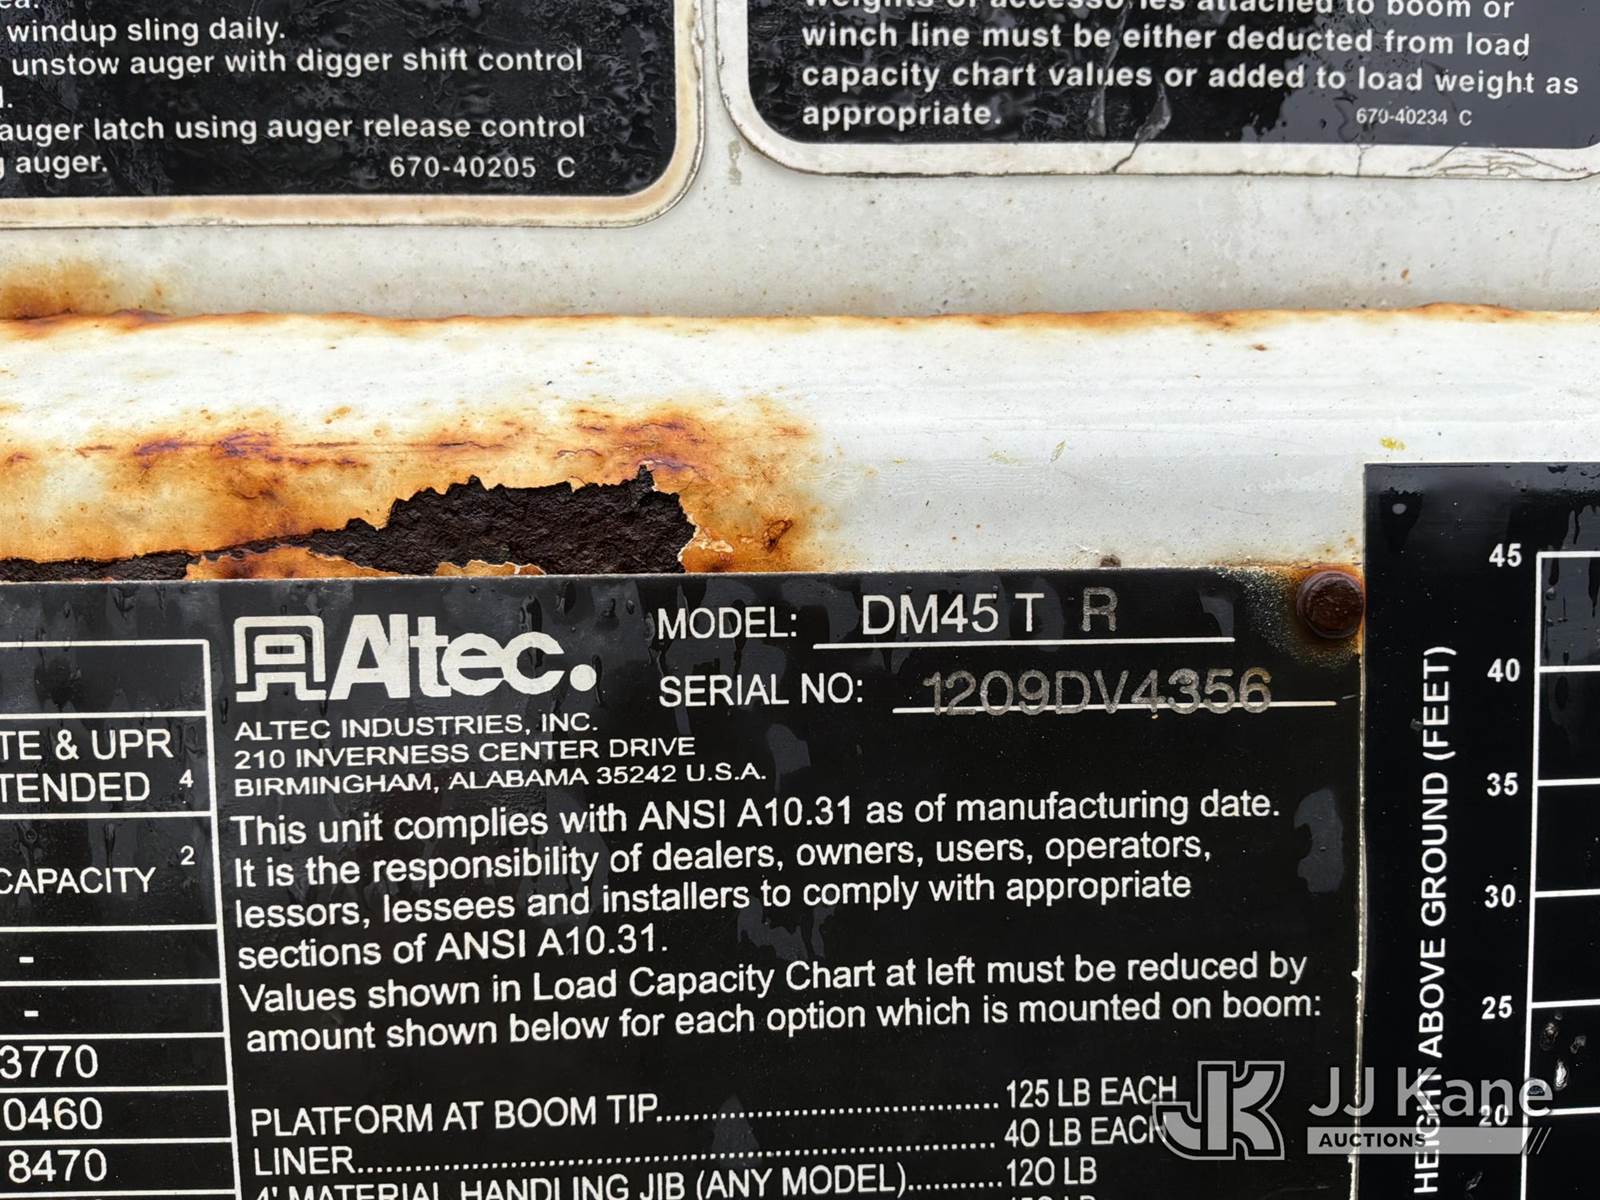 windup sling daily.
unstow auger with digger shift control
auger latch using auger release control
auger.
670-40205 C
winch line must be either deducted from load
capacity chart values or added to load weight as
appropriate.
670-40234 C
Altec.
MODEL: DM45 T R
SERIAL NO: 1209DV4356
ALTEC INDUSTRIES, INC.
210 INVERNESS CENTER DRIVE
BIRMINGHAM, ALABAMA 35242 U.S.A.
This unit complies with ANSI A10.31 as of manufacturing date.
It is the responsibility of dealers, owners, users, operators,
lessors, lessees and installers to comply with appropriate
sections of ANSI A10.31.
Values shown in Load Capacity Chart at left must be reduced by
amount shown below for each option which is mounted on boom:
PLATFORM AT BOOM TIP........ 125 LB EACH
LINER........ 40 LB EACH
4' MATERIAL HANDLING JIB (ANY MODEL)........ 120 LB
TE & UPR
TENDED 4
CAPACITY 2
-
-
3770
0460
8470
HEIGHT ABOVE GROUND (FEET)
45
40
35
30
25
20
JK JJ Kane
AUCTIONS